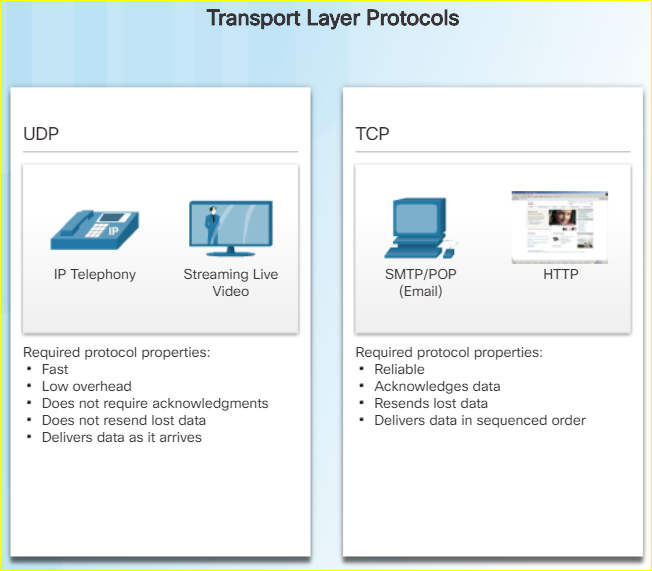 Transport Layer Protocols
UDP
IP
IP Telephony
Streaming Live
Video
Required protocol properties:
▪ Fast
▪ Low overhead
▪ Does not require acknowledgments
▪ Does not resend lost data
▪ Delivers data as it arrives
TCP
SMTP/POP
(Email)
HTTP
Required protocol properties:
▪ Reliable
▪ Acknowledges data
▪ Resends lost data
▪ Delivers data in sequenced order